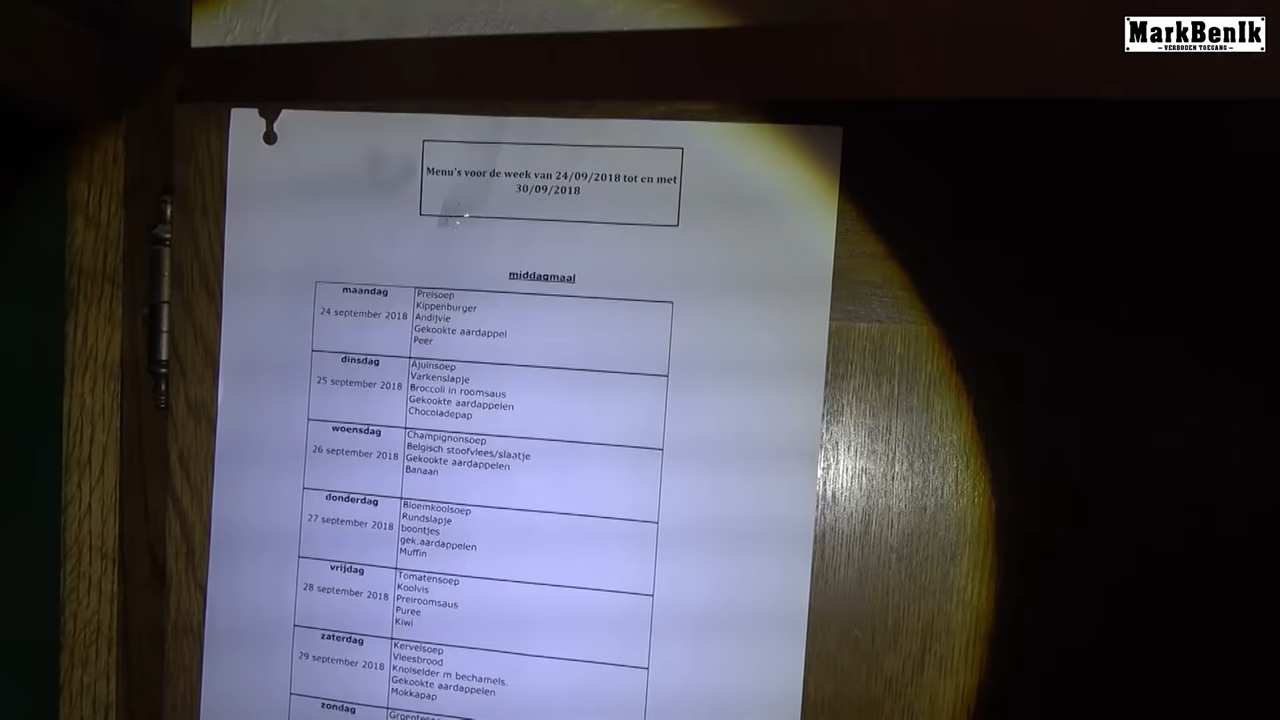 MarkBenIk
– VERBODEN TOEGANG –
Menu's voor de week van 24/09/2018 tot en met
30/09/2018
middagmaal
maandag
24 september 2018
Preisoep
Kippenburger
Andijvie
Gekookte aardappel
Peer
dinsdag
25 september 2018
Ajuinsoep
Varkenslapje
Broccoli in roomsaus
Gekookte aardappelen
Chocoladepap
woensdag
26 september 2018
Champignonsoep
Belgisch stoofvlees/slaatje
Gekookte aardappelen
Banaan
donderdag
27 september 2018
Bloemkoolsoep
Rundslapje
boontjes
gek.aardappelen
Muffin
vrijdag
28 september 2018
Tomatensoep
Koolvis
Preiroomsaus
Puree
Kiwi
zaterdag
29 september 2018
Kervelsoep
Vleesbrood
Knolselder m bechamels.
Gekookte aardappelen
Mokkapap
zondag